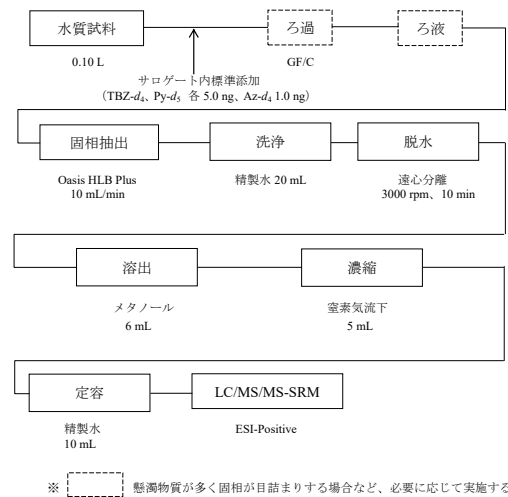 水質試料
ろ過
ろ液
0.10 L
GF/C
サロゲート内標準添加
（TBZ-d4、Py-d5 各 5.0 ng、Az-d4 1.0 ng）
固相抽出
洗浄
脱水
Oasis HLB Plus
10 mL/min
精製水 20 mL
遠心分離
3000 rpm、10 min
溶出
濃縮
メタノール
6 mL
窒素気流下
5 mL
定容
LC/MS/MS-SRM
精製水
10 mL
ESI-Positive
※ 懸濁物質が多く固相が目詰まりする場合など、必要に応じて実施する